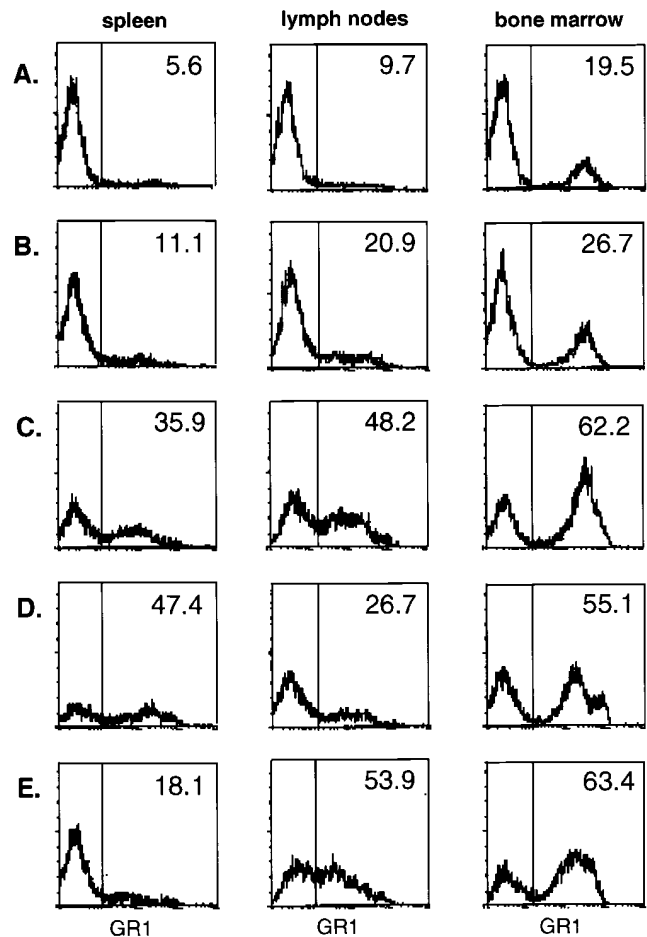 spleen lymph nodes bone marrow
A. 5.6 9.7 19.5
B. 11.1 20.9 26.7
C. 35.9 48.2 62.2
D. 47.4 26.7 55.1
E. 18.1 53.9 63.4
GR1 GR1 GR1